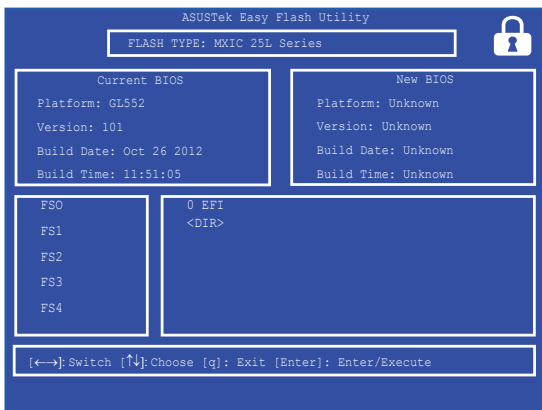 ASUSTek Easy Flash Utility
FLASH TYPE: MXIC 25L Series
Current BIOS
Platform: GL552
Version: 101
Build Date: Oct 26 2012
Build Time: 11:51:05
New BIOS
Platform: Unknown
Version: Unknown
Build Date: Unknown
Build Time: Unknown
FSO
FS1
FS2
FS3
FS4
0 EFI
<DIR>
[←→]: Switch [↑↓]: Choose [q]: Exit [Enter]: Enter/Execute